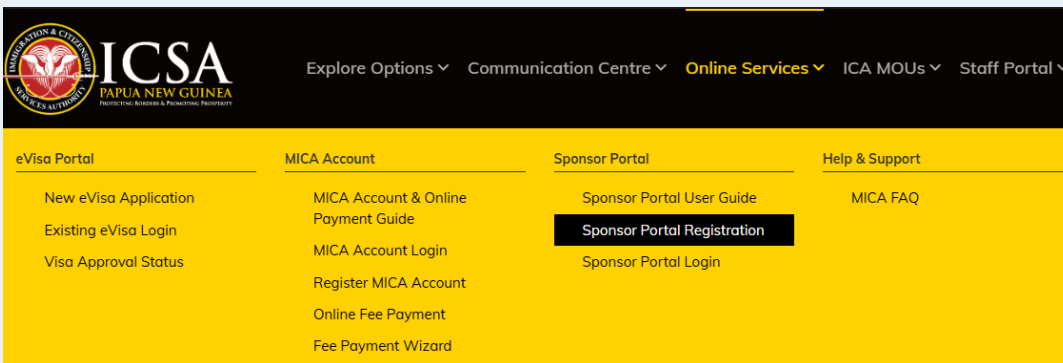 IMMIGRATION & CITIZENSHIP
SERVICES AUTHORITY
ICSA
PAPUA NEW GUINEA
PROTECTING BORDERS & PROMOTING PROSPERITY
Explore Options
Communication Centre
Online Services
ICA MOUs
Staff Portal
eVisa Portal
New eVisa Application
Existing eVisa Login
Visa Approval Status
MICA Account
MICA Account & Online
Payment Guide
MICA Account Login
Register MICA Account
Online Fee Payment
Fee Payment Wizard
Sponsor Portal
Sponsor Portal User Guide
Sponsor Portal Registration
Sponsor Portal Login
Help & Support
MICA FAQ